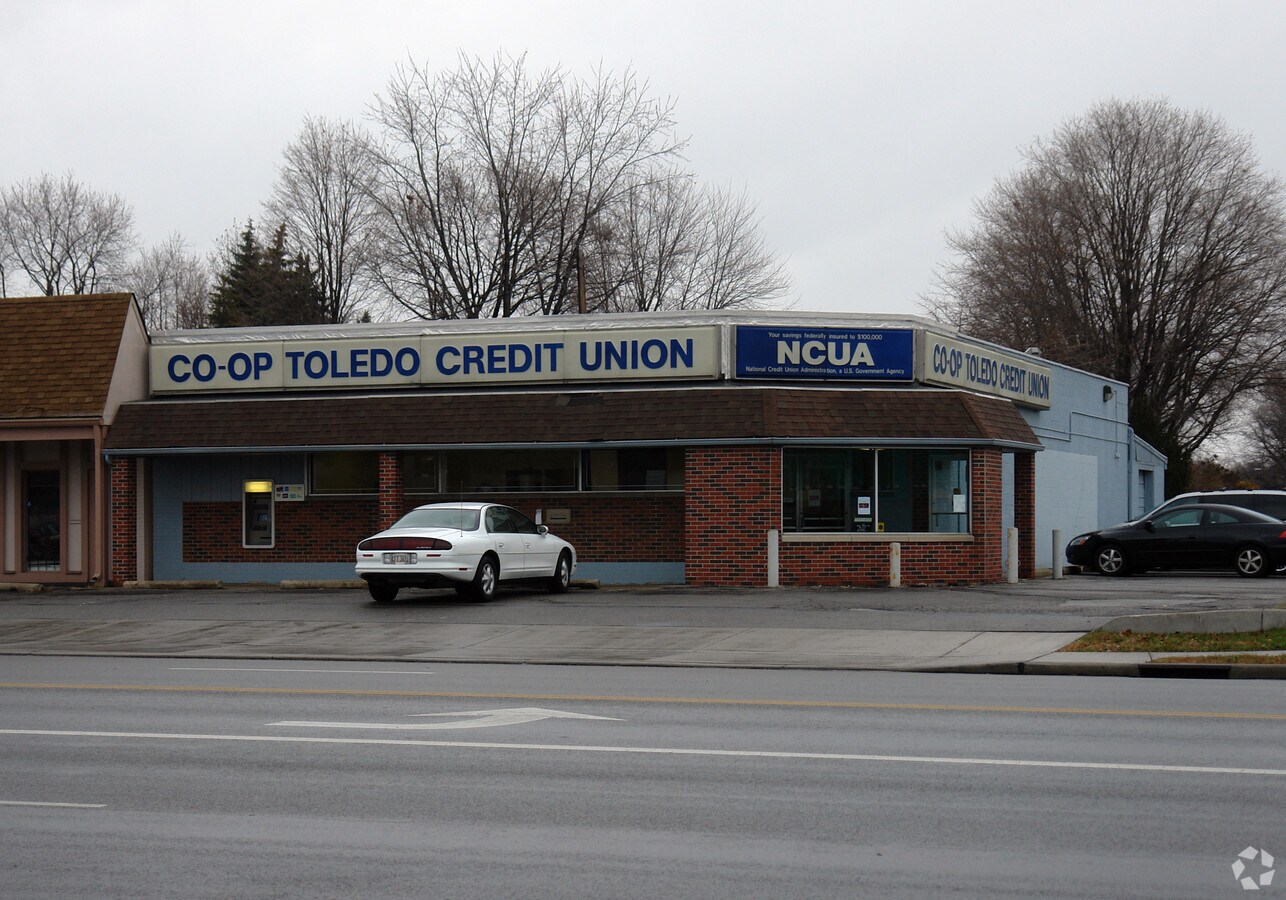 CO-OP TOLEDO CREDIT UNION
Your savings federally insured to $100,000
NCUA
National Credit Union Administration, a U.S. Government Agency
CO-OP TOLEDO CREDIT UNION